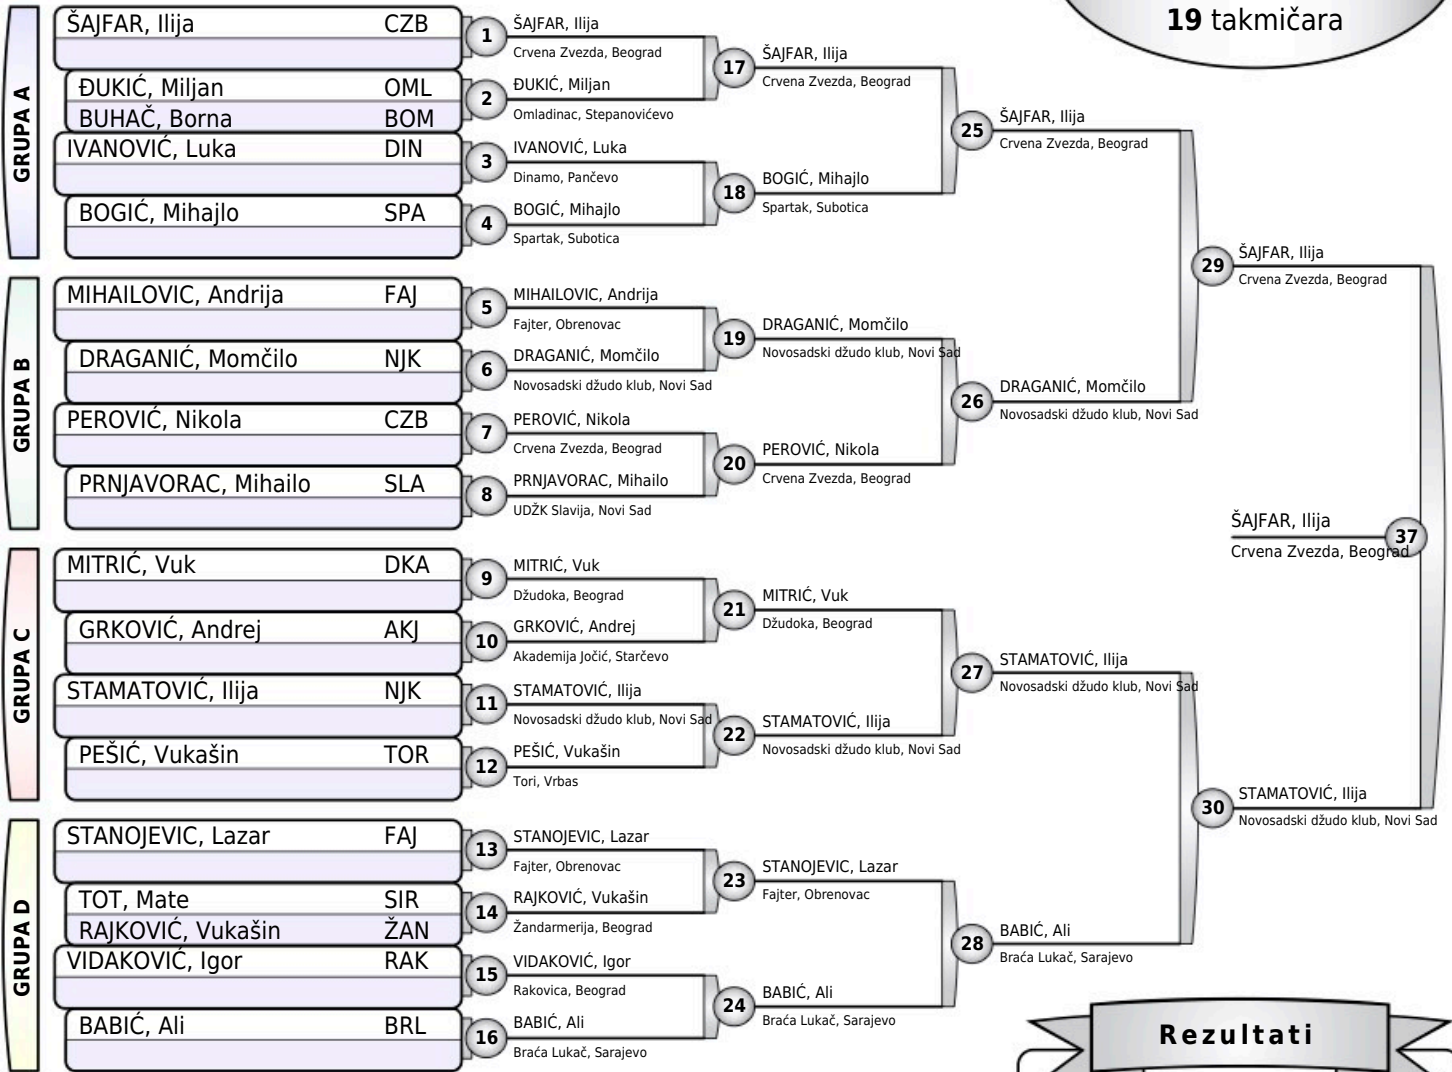 19 takmičara
GRUPA A
ŠAJFAR, Ilija CZB
ĐUKIĆ, Miljan OML
BUHAČ, Borna BOM
IVANOVIĆ, Luka DIN
BOGIĆ, Mihajlo SPA
GRUPA B
MIHAILOVIC, Andrija FAJ
DRAGANIĆ, Momčilo NJK
PEROVIĆ, Nikola CZB
PRNJAVORAC, Mihailo SLA
GRUPA C
MITRIĆ, Vuk DKA
GRKOVIĆ, Andrej AKJ
STAMATOVIĆ, Ilija NJK
PEŠIĆ, Vukašin TOR
GRUPA D
STANOJEVIC, Lazar FAJ
TOT, Mate SIR
RAJKOVIĆ, Vukašin ŽAN
VIDAKOVIĆ, Igor RAK
BABIĆ, Ali BRL
1 ŠAJFAR, Ilija
Crvena Zvezda, Beograd
2 ĐUKIĆ, Miljan
Omladinac, Stepanovićevo
3 IVANOVIĆ, Luka
Dinamo, Pančevo
4 BOGIĆ, Mihajlo
Spartak, Subotica
5 MIHAILOVIC, Andrija
Fajter, Obrenovac
6 DRAGANIĆ, Momčilo
Novosadski džudo klub, Novi Sad
7 PEROVIĆ, Nikola
Crvena Zvezda, Beograd
8 PRNJAVORAC, Mihailo
UDŽK Slavija, Novi Sad
9 MITRIĆ, Vuk
Džudoka, Beograd
10 GRKOVIĆ, Andrej
Akademija Jočić, Starčevo
11 STAMATOVIĆ, Ilija
Novosadski džudo klub, Novi Sad
12 PEŠIĆ, Vukašin
Tori, Vrbas
13 STANOJEVIC, Lazar
Fajter, Obrenovac
14 RAJKOVIĆ, Vukašin
Žandarmerija, Beograd
15 VIDAKOVIĆ, Igor
Rakovica, Beograd
16 BABIĆ, Ali
Braća Lukač, Sarajevo
17 ŠAJFAR, Ilija
Crvena Zvezda, Beograd
18 BOGIĆ, Mihajlo
Spartak, Subotica
19 DRAGANIĆ, Momčilo
Novosadski džudo klub, Novi Sad
20 PEROVIĆ, Nikola
Crvena Zvezda, Beograd
21 MITRIĆ, Vuk
Džudoka, Beograd
22 STAMATOVIĆ, Ilija
Novosadski džudo klub, Novi Sad
23 STANOJEVIC, Lazar
Fajter, Obrenovac
24 BABIĆ, Ali
Braća Lukač, Sarajevo
25 ŠAJFAR, Ilija
Crvena Zvezda, Beograd
26 DRAGANIĆ, Momčilo
Novosadski džudo klub, Novi Sad
27 STAMATOVIĆ, Ilija
Novosadski džudo klub, Novi Sad
28 BABIĆ, Ali
Braća Lukač, Sarajevo
29 ŠAJFAR, Ilija
Crvena Zvezda, Beograd
30 STAMATOVIĆ, Ilija
Novosadski džudo klub, Novi Sad
ŠAJFAR, Ilija 37
Crvena Zvezda, Beograd
Rezultati